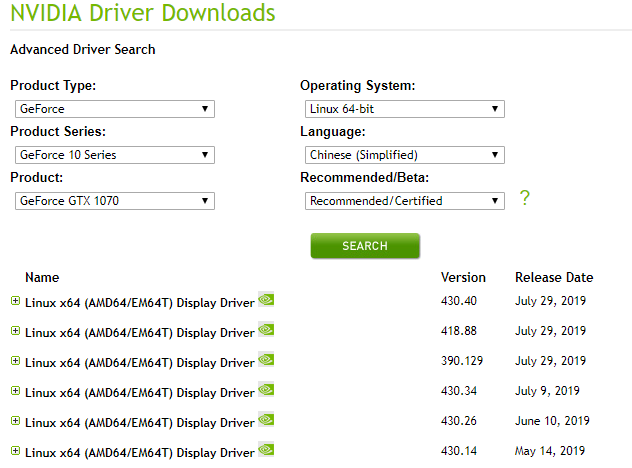 NVIDIA Driver Downloads
Advanced Driver Search
Product Type: Operating System:
GeForce Linux 64-bit
Product Series: Language:
GeForce 10 Series Chinese (Simplified)
Product: Recommended/Beta:
GeForce GTX 1070 Recommended/Certified ?
SEARCH
Name Version Release Date
Linux x64 (AMD64/EM64T) Display Driver 430.40 July 29, 2019
Linux x64 (AMD64/EM64T) Display Driver 418.88 July 29, 2019
Linux x64 (AMD64/EM64T) Display Driver 390.129 July 29, 2019
Linux x64 (AMD64/EM64T) Display Driver 430.34 July 9, 2019
Linux x64 (AMD64/EM64T) Display Driver 430.26 June 10, 2019
Linux x64 (AMD64/EM64T) Display Driver 430.14 May 14, 2019